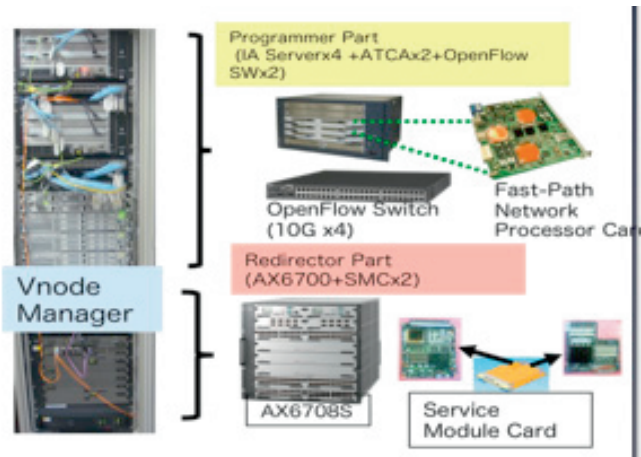 Programmer Part
(IA Serverx4 +ATCAx2+OpenFlow
SWx2)
OpenFlow Switch
(10G x4)
Fast-Path
Network
Processor Card
Redirector Part
(AX6700+SMCx2)
Vnode
Manager
AX6708S
Service
Module Card